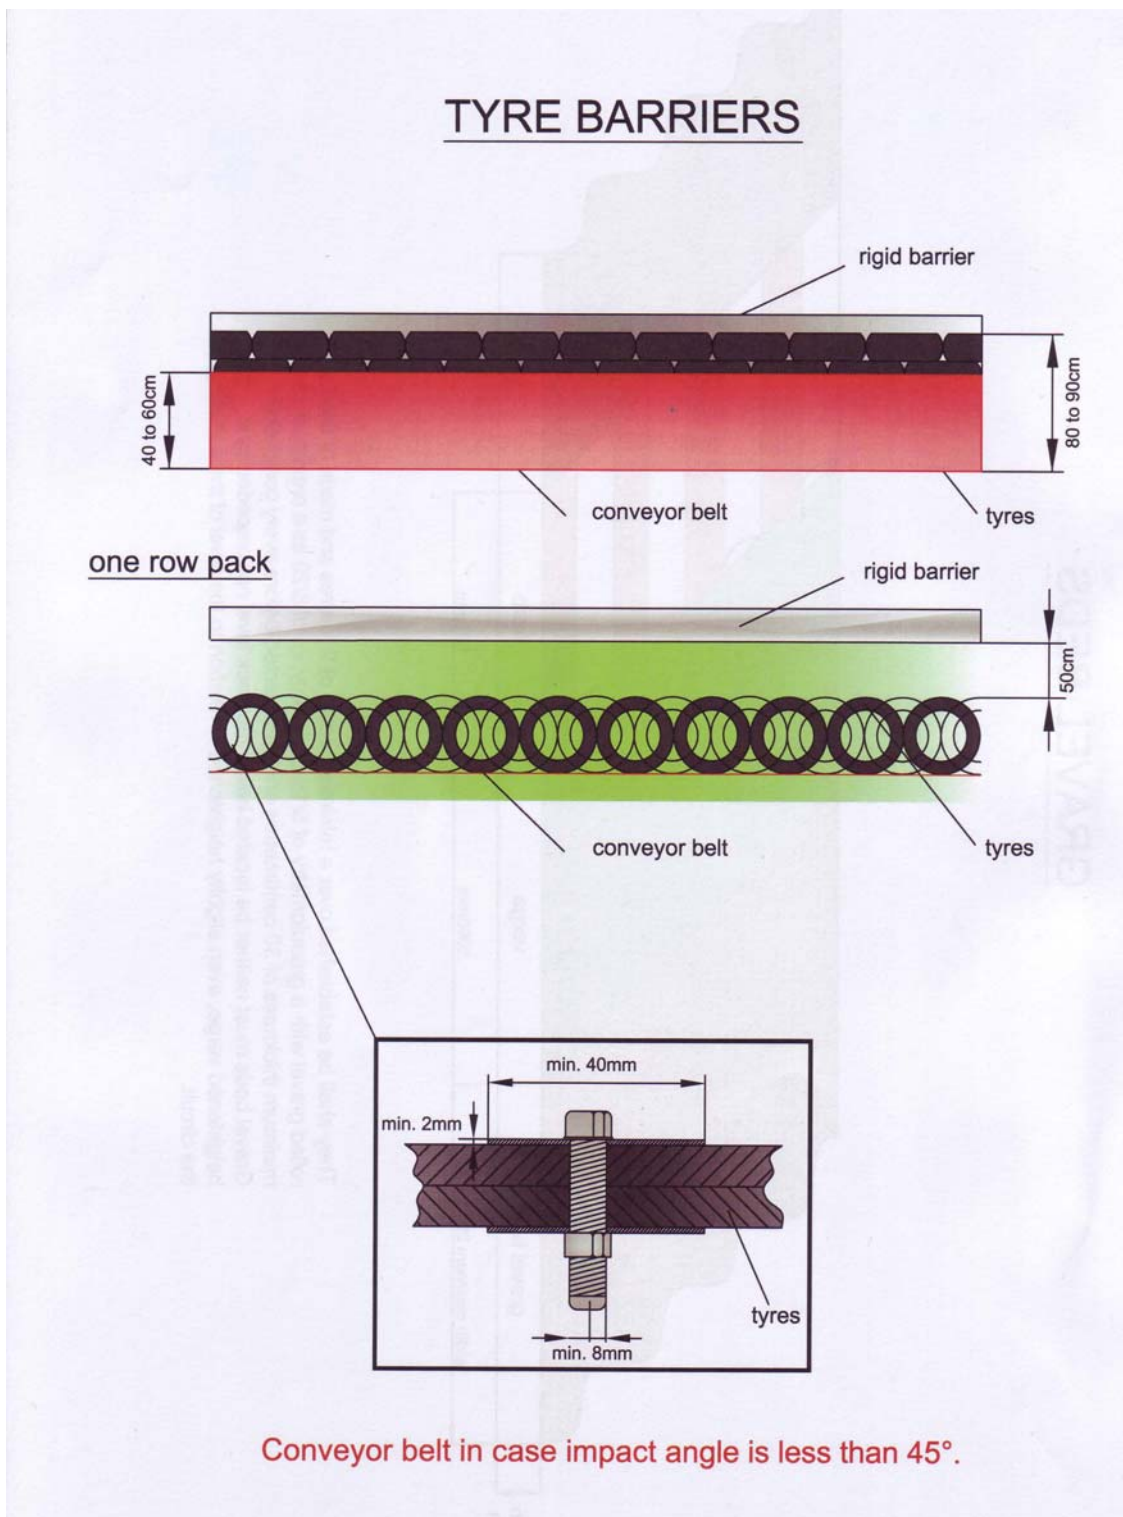 TYRE BARRIERS
rigid barrier
40 to 60cm
80 to 90cm
conveyor belt
tyres
one row pack
rigid barrier
50cm
conveyor belt
tyres
min. 40mm
min. 2mm
tyres
min. 8mm
Conveyor belt in case impact angle is less than 45°.